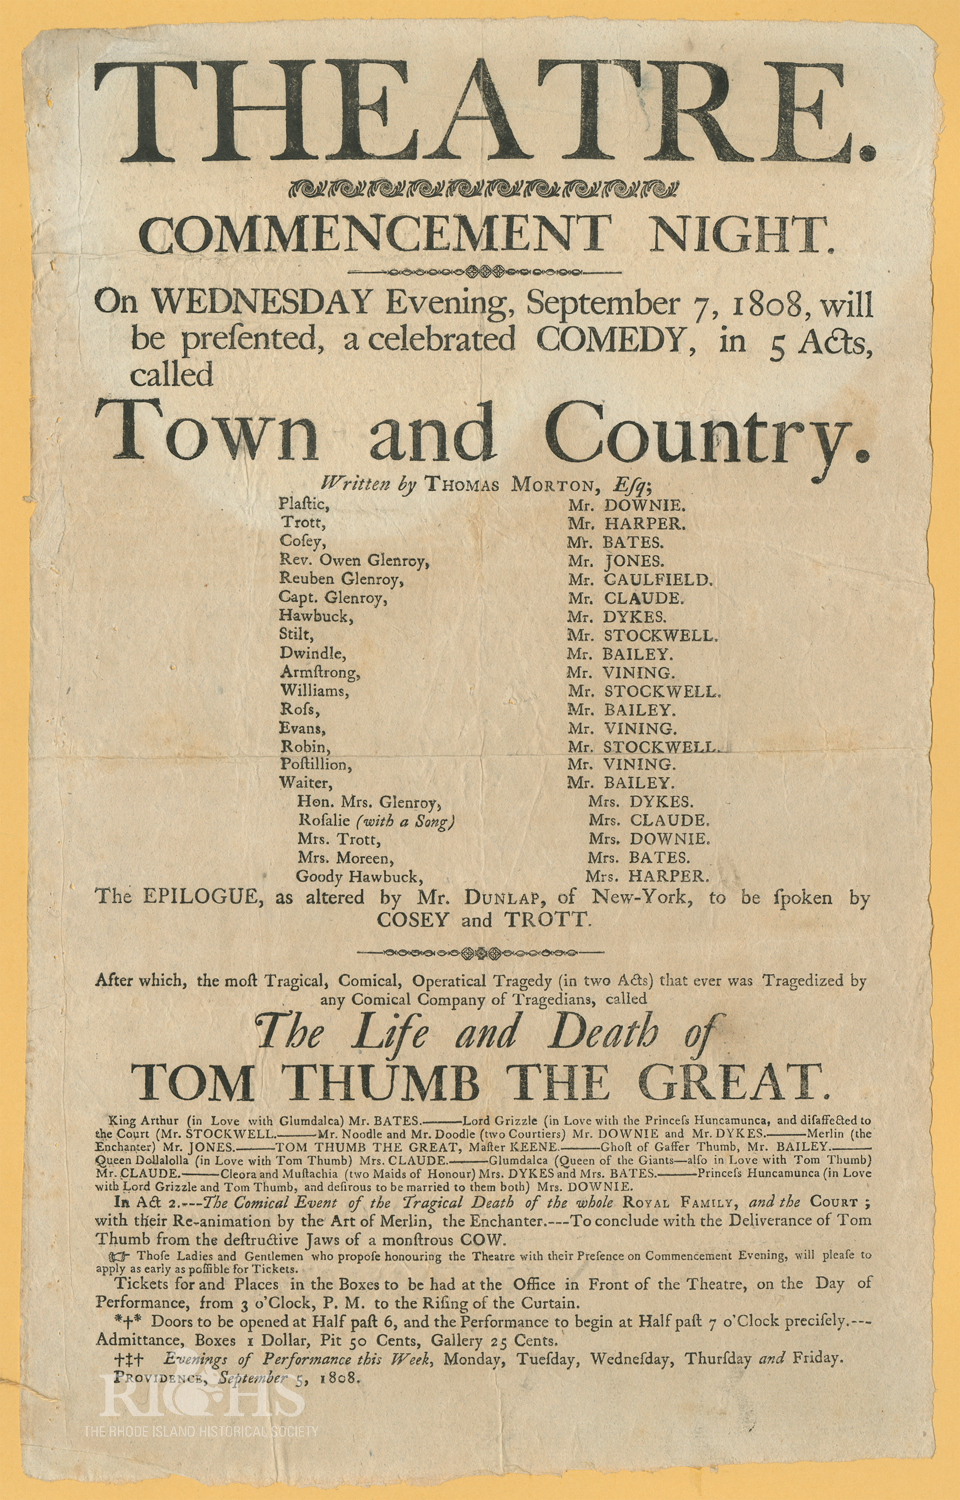 THEATRE.
COMMENCEMENT NIGHT.
On WEDNESDAY Evening, September 7, 1808, will
be preſented, a celebrated COMEDY, in 5 Acts,
called
Town and Country.
Written by THOMAS MORTON, Eſq;
Plaſtic, Mr. DOWNIE.
Trott, Mr. HARPER.
Coſey, Mr. BATES.
Rev. Owen Glenroy, Mr. JONES.
Reuben Glenroy, Mr. CAULFIELD.
Capt. Glenroy, Mr. CLAUDE.
Hawbuck, Mr. DYKES.
Stilt, Mr. STOCKWELL.
Dwindle, Mr. BAILEY.
Armſtrong, Mr. VINING.
Williams, Mr. STOCKWELL.
Roſs, Mr. BAILEY.
Evans, Mr. VINING.
Robin, Mr. STOCKWELL.
Poſtillion, Mr. VINING.
Waiter, Mr. BAILEY.
Hon. Mrs. Glenroy, Mrs. DYKES.
Roſalie (with a Song) Mrs. CLAUDE.
Mrs. Trott, Mrs. DOWNIE.
Mrs. Moreen, Mrs. BATES.
Goody Hawbuck, Mrs. HARPER.
The EPILOGUE, as altered by Mr. DUNLAP, of New-York, to be ſpoken by
COSEY and TROTT.
After which, the moſt Tragical, Comical, Operatical Tragedy (in two Acts) that ever was Tragedized by
any Comical Company of Tragedians, called
The Life and Death of
TOM THUMB THE GREAT.
King Arthur (in Love with Glumdalca) Mr. BATES.———Lord Grizzle (in Love with the Princeſs Huncamunca, and diſaffected to
the Court (Mr. STOCKWELL.———Mr. Noodle and Mr. Doodle (two Courtiers) Mr. DOWNIE and Mr. DYKES.———Merlin (the
Enchanter) Mr. JONES.———TOM THUMB THE GREAT, Maſter KEENE.———Ghoſt of Gaffer Thumb, Mr. BAILEY.———
Queen Dollalolla (in Love with Tom Thumb) Mrs. CLAUDE.———Glumdalca (Queen of the Giants—alſo in Love with Tom Thumb)
Mr. CLAUDE.———Cleora and Muſtachia (two Maids of Honour) Mrs. DYKES and Mrs. BATES.———Princeſs Huncamunca (in Love
with Lord Grizzle and Tom Thumb, and deſirous to be married to them both) Mrs. DOWNIE.
In Act 2.---The Comical Event of the Tragical Death of the whole ROYAL FAMILY, and the COURT ;
with their Re-animation by the Art of Merlin, the Enchanter.---To conclude with the Deliverance of Tom
Thumb from the deſtructive Jaws of a monſtrous COW.
☞ Thoſe Ladies and Gentlemen who propoſe honouring the Theatre with their Preſence on Commencement Evening, will pleaſe to
apply as early as poſſible for Tickets.
Tickets for and Places in the Boxes to be had at the Office in Front of the Theatre, on the Day of
Performance, from 3 o'Clock, P. M. to the Riſing of the Curtain.
*†* Doors to be opened at Half paſt 6, and the Performance to begin at Half paſt 7 o'Clock preciſely.---
Admittance, Boxes 1 Dollar, Pit 50 Cents, Gallery 25 Cents.
†‡† Evenings of Performance this Week, Monday, Tueſday, Wedneſday, Thurſday and Friday.
PROVIDENCE, September 5, 1808.
RIHS
THE RHODE ISLAND HISTORICAL SOCIETY